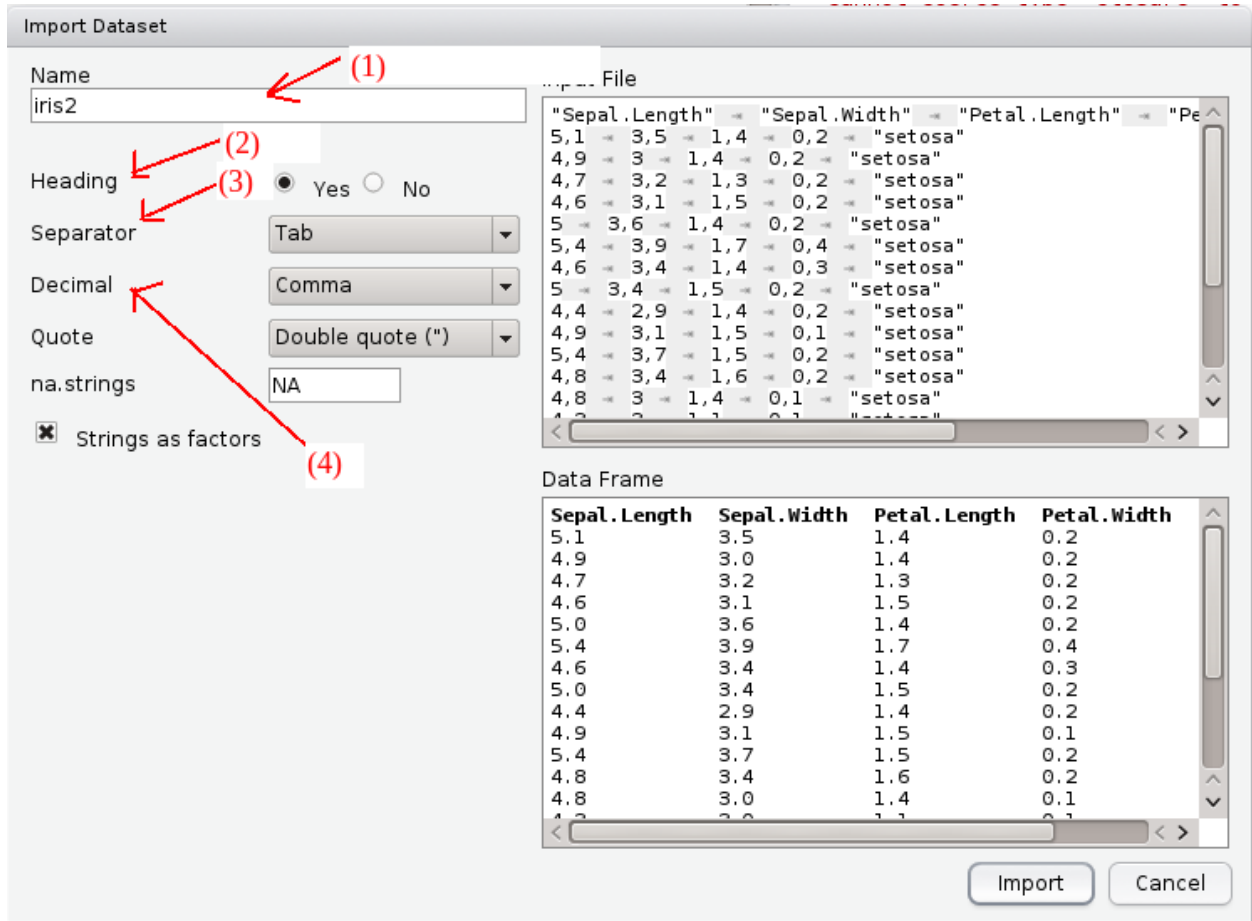 Import Dataset
Name
(1)
iris2
(2)
Heading
(3)
Yes
No
Separator
Tab
Decimal
Comma
Quote
Double quote (")
na.strings
NA
Strings as factors
(4)
File
"Sepal.Length" "Sepal.Width" "Petal.Length" "Pe
5,1 3,5 1,4 0,2 "setosa"
4,9 3 1,4 0,2 "setosa"
4,7 3,2 1,3 0,2 "setosa"
4,6 3,1 1,5 0,2 "setosa"
5 3,6 1,4 0,2 "setosa"
5,4 3,9 1,7 0,4 "setosa"
4,6 3,4 1,4 0,3 "setosa"
5 3,4 1,5 0,2 "setosa"
4,4 2,9 1,4 0,2 "setosa"
4,9 3,1 1,5 0,1 "setosa"
5,4 3,7 1,5 0,2 "setosa"
4,8 3,4 1,6 0,2 "setosa"
4,8 3 1,4 0,1 "setosa"
Data Frame
Sepal.Length Sepal.Width Petal.Length Petal.Width
5.1 3.5 1.4 0.2
4.9 3.0 1.4 0.2
4.7 3.2 1.3 0.2
4.6 3.1 1.5 0.2
5.0 3.6 1.4 0.2
5.4 3.9 1.7 0.4
4.6 3.4 1.4 0.3
5.0 3.4 1.5 0.2
4.4 2.9 1.4 0.2
4.9 3.1 1.5 0.1
5.4 3.7 1.5 0.2
4.8 3.4 1.6 0.2
4.8 3.0 1.4 0.1
Import
Cancel